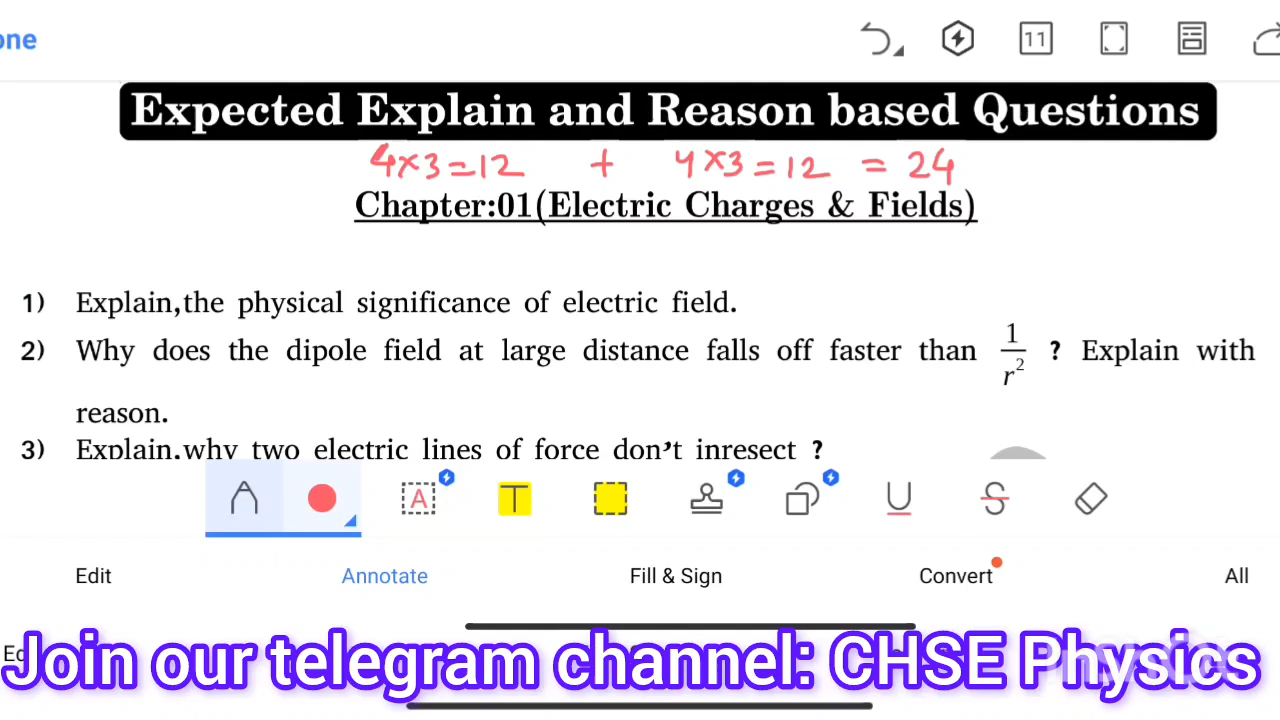 one
11
Expected Explain and Reason based Questions
4×3=12 + 4×3=12 = 24
Chapter:01(Electric Charges & Fields)
1) Explain,the physical significance of electric field.
2) Why does the dipole field at large distance falls off faster than 1/r² ? Explain with
reason.
3) Explain,why two electric lines of force don't inresect ?
A T U S
Edit Annotate Fill & Sign Convert All
Join our telegram channel: CHSE Physics